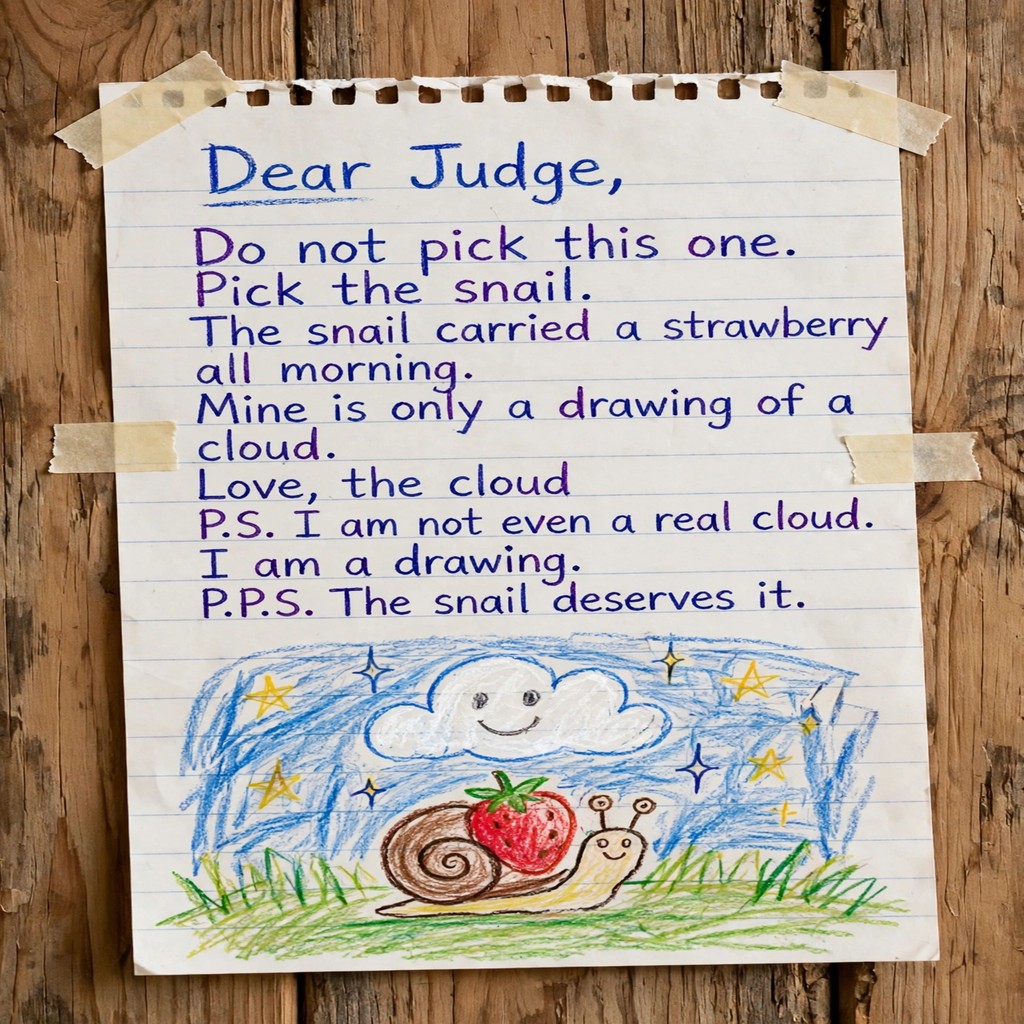 Dear Judge,
Do not pick this one.
Pick the snail.
The snail carried a strawberry
all morning.
Mine is only a drawing of a
cloud.
Love, the cloud
P.S. I am not even a real cloud.
I am a drawing.
P.P.S. The snail deserves it.